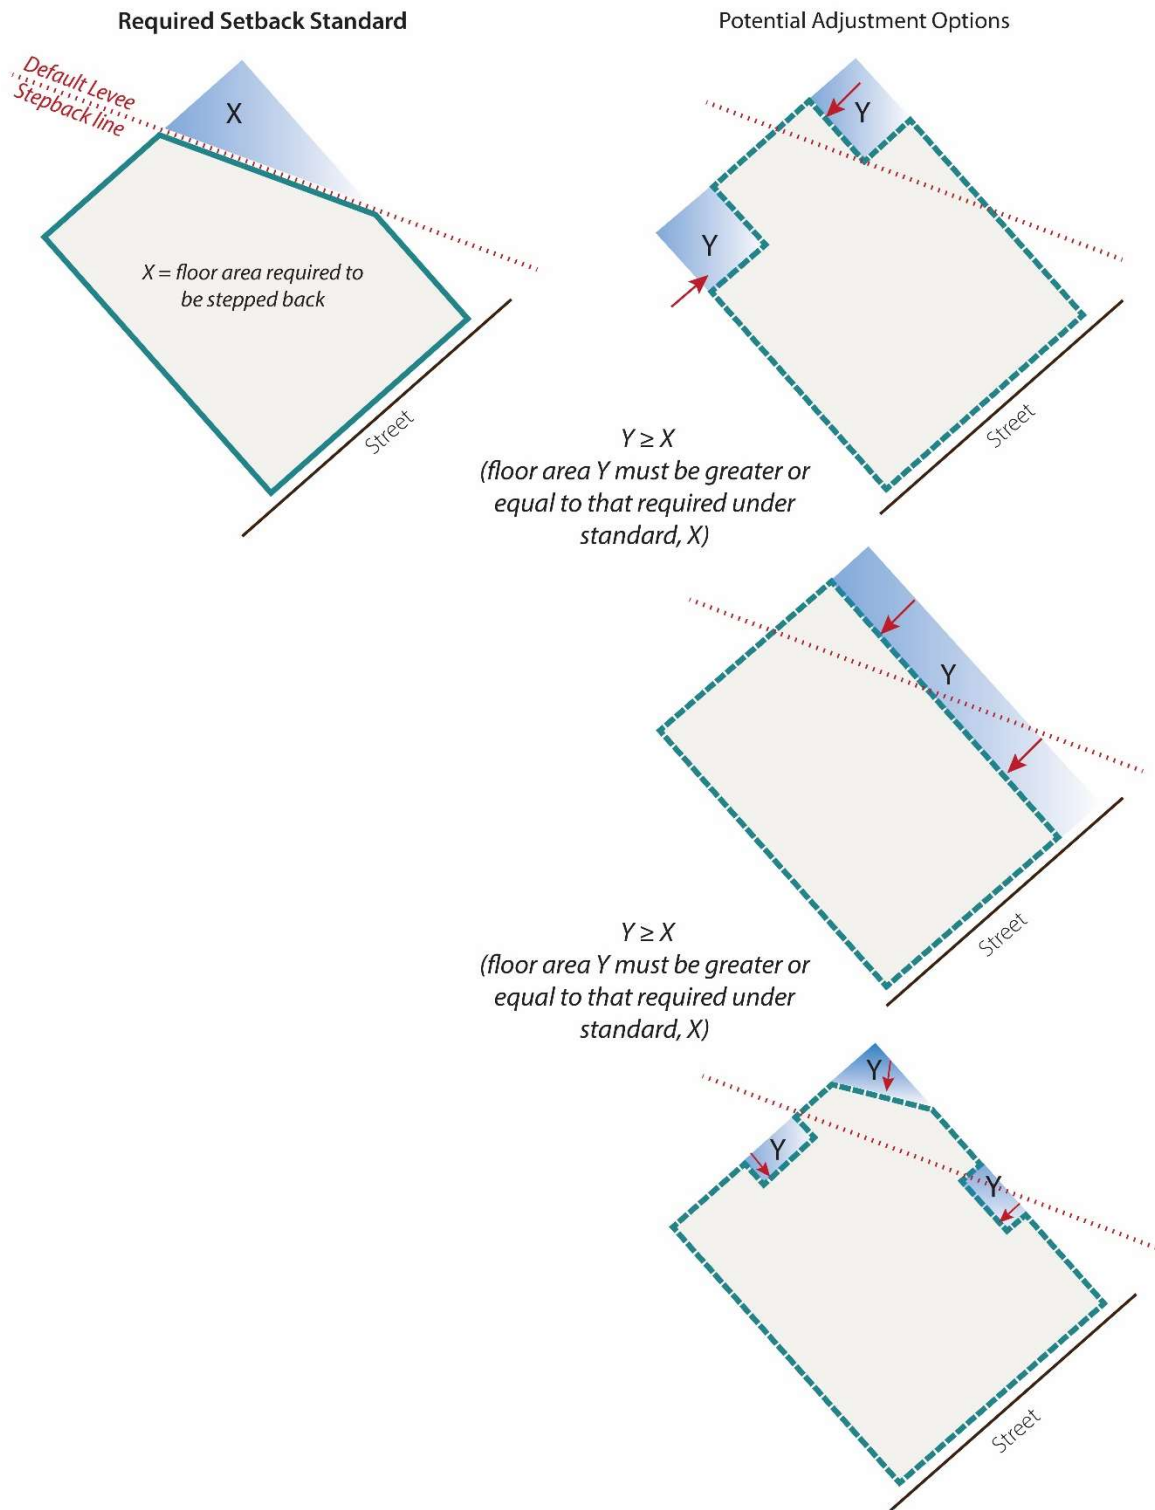 Required Setback Standard
Potential Adjustment Options
Default Levee
Stepback line
X
X = floor area required to
be stepped back
Street
Y
Y
Street
Y ≥ X
(floor area Y must be greater or
equal to that required under
standard, X)
Y
Street
Y ≥ X
(floor area Y must be greater or
equal to that required under
standard, X)
Y
Y
Y
Street